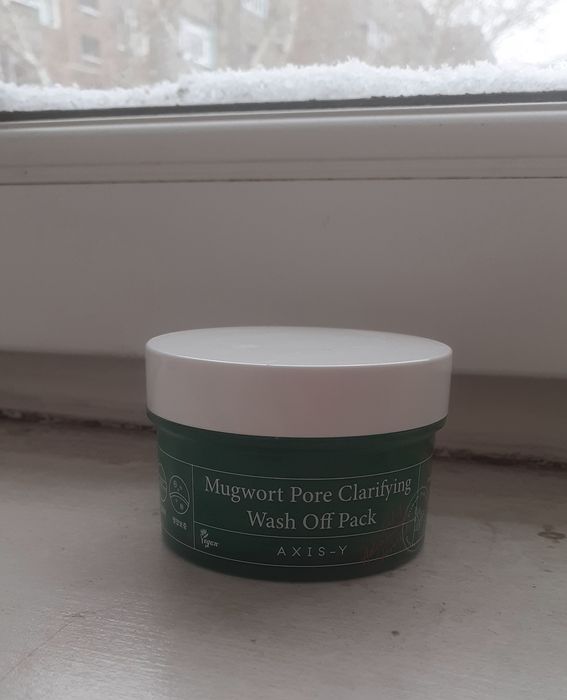 Mugwort Pore Clarifying
Wash Off Pack
Vegan
AXIS-Y